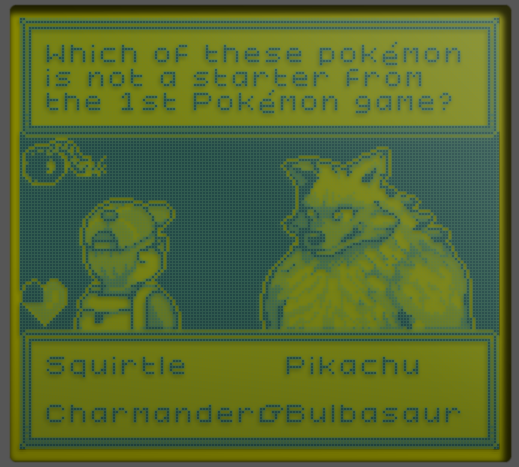 Which of these pokémon
is not a starter from
the 1st Pokémon game?
Squirtle Pikachu
Charmander Bulbasaur